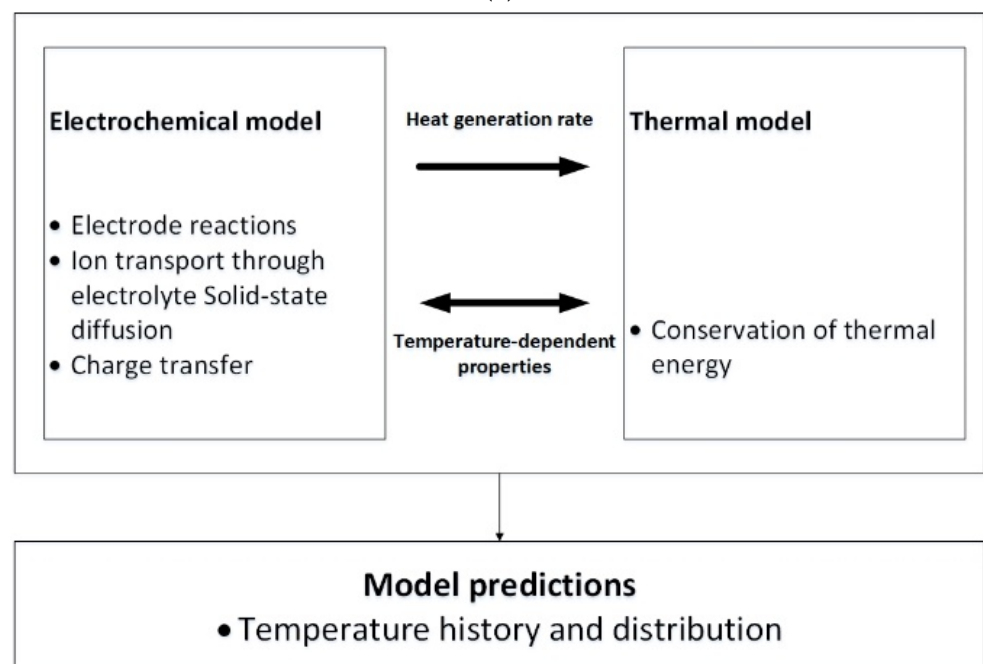 Electrochemical model
• Electrode reactions
• Ion transport through
electrolyte Solid-state
diffusion
• Charge transfer
Heat generation rate
Temperature-dependent
properties
Thermal model
• Conservation of thermal
energy
Model predictions
• Temperature history and distribution